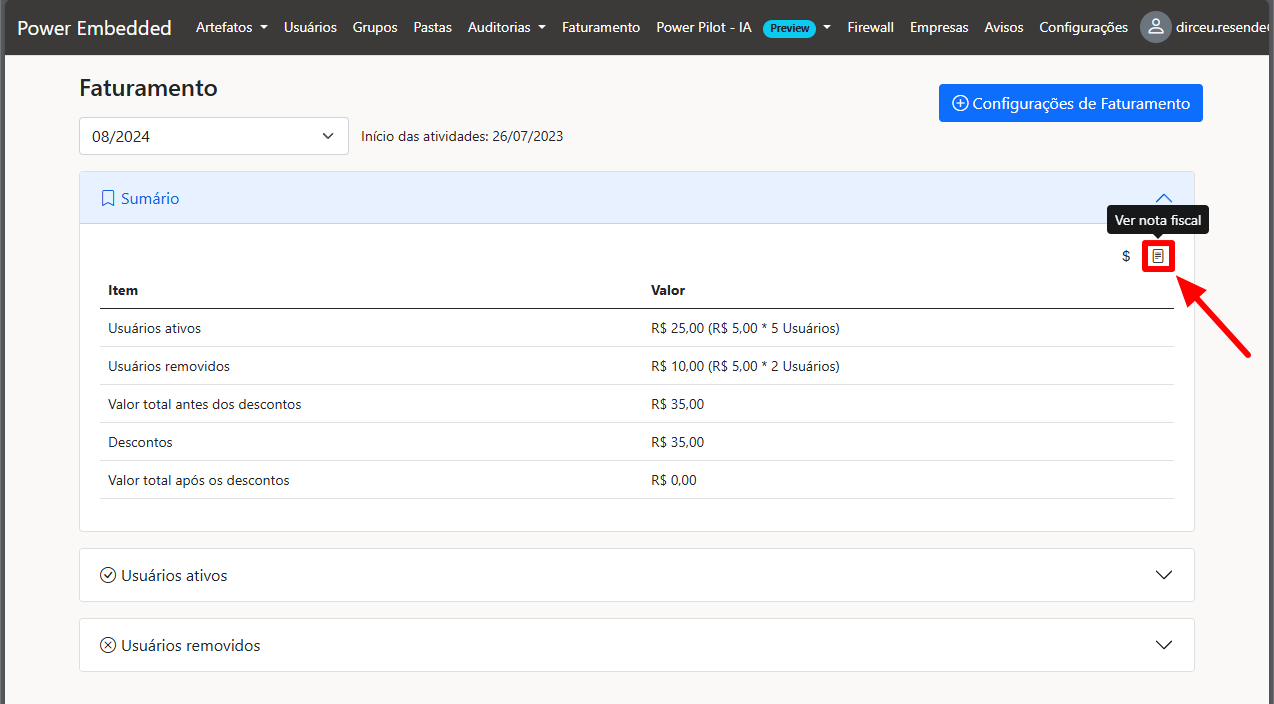 Power Embedded Artefatos Usuários Grupos Pastas Auditorias Faturamento Power Pilot - IA Preview Firewall Empresas Avisos Configurações dirceu.resende
Faturamento
Configurações de Faturamento
08/2024 Início das atividades: 26/07/2023
Sumário
Ver nota fiscal
$
Item Valor
Usuários ativos R$ 25,00 (R$ 5,00 * 5 Usuários)
Usuários removidos R$ 10,00 (R$ 5,00 * 2 Usuários)
Valor total antes dos descontos R$ 35,00
Descontos R$ 35,00
Valor total após os descontos R$ 0,00
Usuários ativos
Usuários removidos